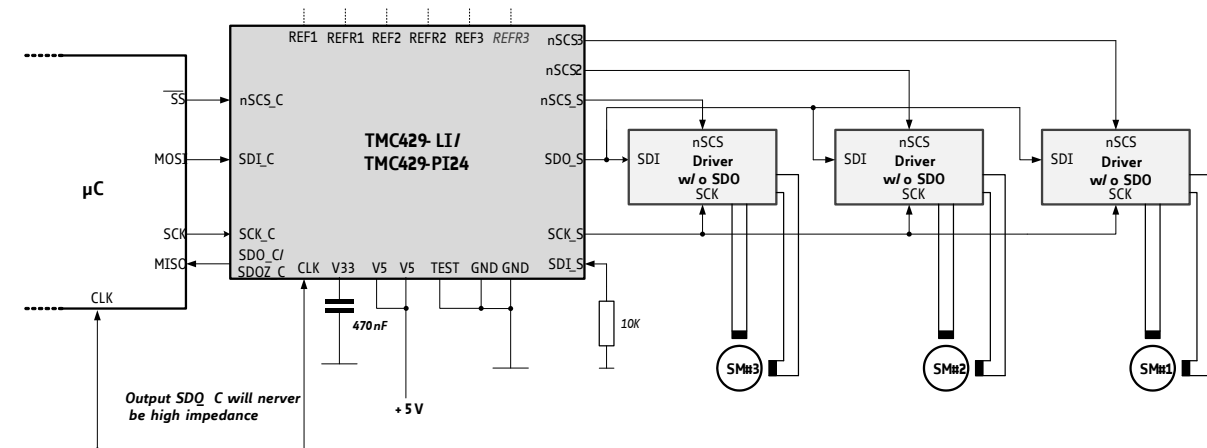 REF1 REFR1 REF2 REFR2 REF3 REFR3
nSCS3
nSCS2
SS nSCS_C nSCS_S
TMC429-LI/
TMC429-PI24
nSCS nSCS nSCS
MOSI SDI_C SDO_S SDI Driver SDI Driver SDI Driver
w/o SDO w/o SDO w/o SDO
µC
SCK SCK SCK
SCK SCK_C SCK_S
MISO SDO_C/
SDOZ_C CLK V33 V5 V5 TEST GND GND SDI_S
CLK
470nF
10K
SM#3 SM#2 SM#1
Output SDO_C will nerver
be high impedance
+5V